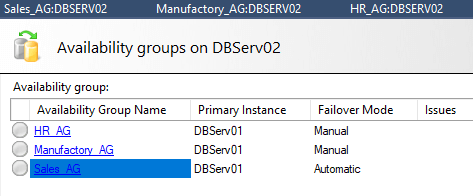 Sales_AG:DBSERV02 Manufactory_AG:DBSERV02 HR_AG:DBSERV02
Availability groups on DBServ02
Availability group:
Availability Group Name Primary Instance Failover Mode Issues
HR_AG DBServ01 Manual
Manufactory_AG DBServ01 Manual
Sales_AG DBServ01 Automatic